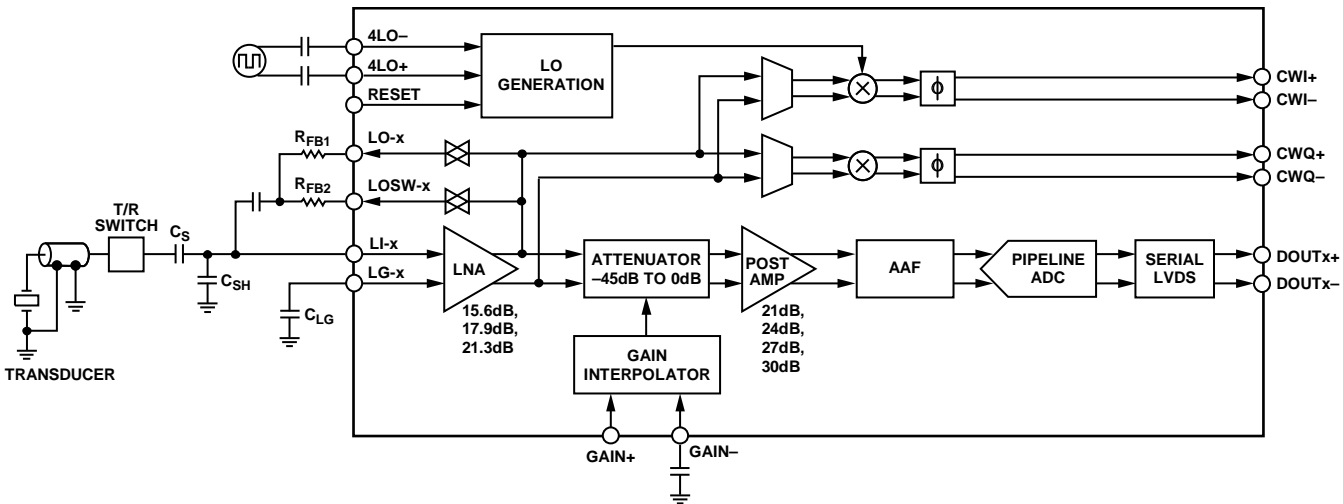 4LO–
4LO+
RESET
LO
GENERATION
CWI+
CWI–
RFB1
LO-x
CWQ+
CWQ–
RFB2
LOSW-x
T/R
SWITCH
CS
LI-x
LG-x
CSH
CLG
LNA
15.6dB,
17.9dB,
21.3dB
ATTENUATOR
–45dB TO 0dB
POST
AMP
21dB,
24dB,
27dB,
30dB
AAF
PIPELINE
ADC
SERIAL
LVDS
DOUTx+
DOUTx–
GAIN
INTERPOLATOR
TRANSDUCER
GAIN+
GAIN–
ϕ
ϕ